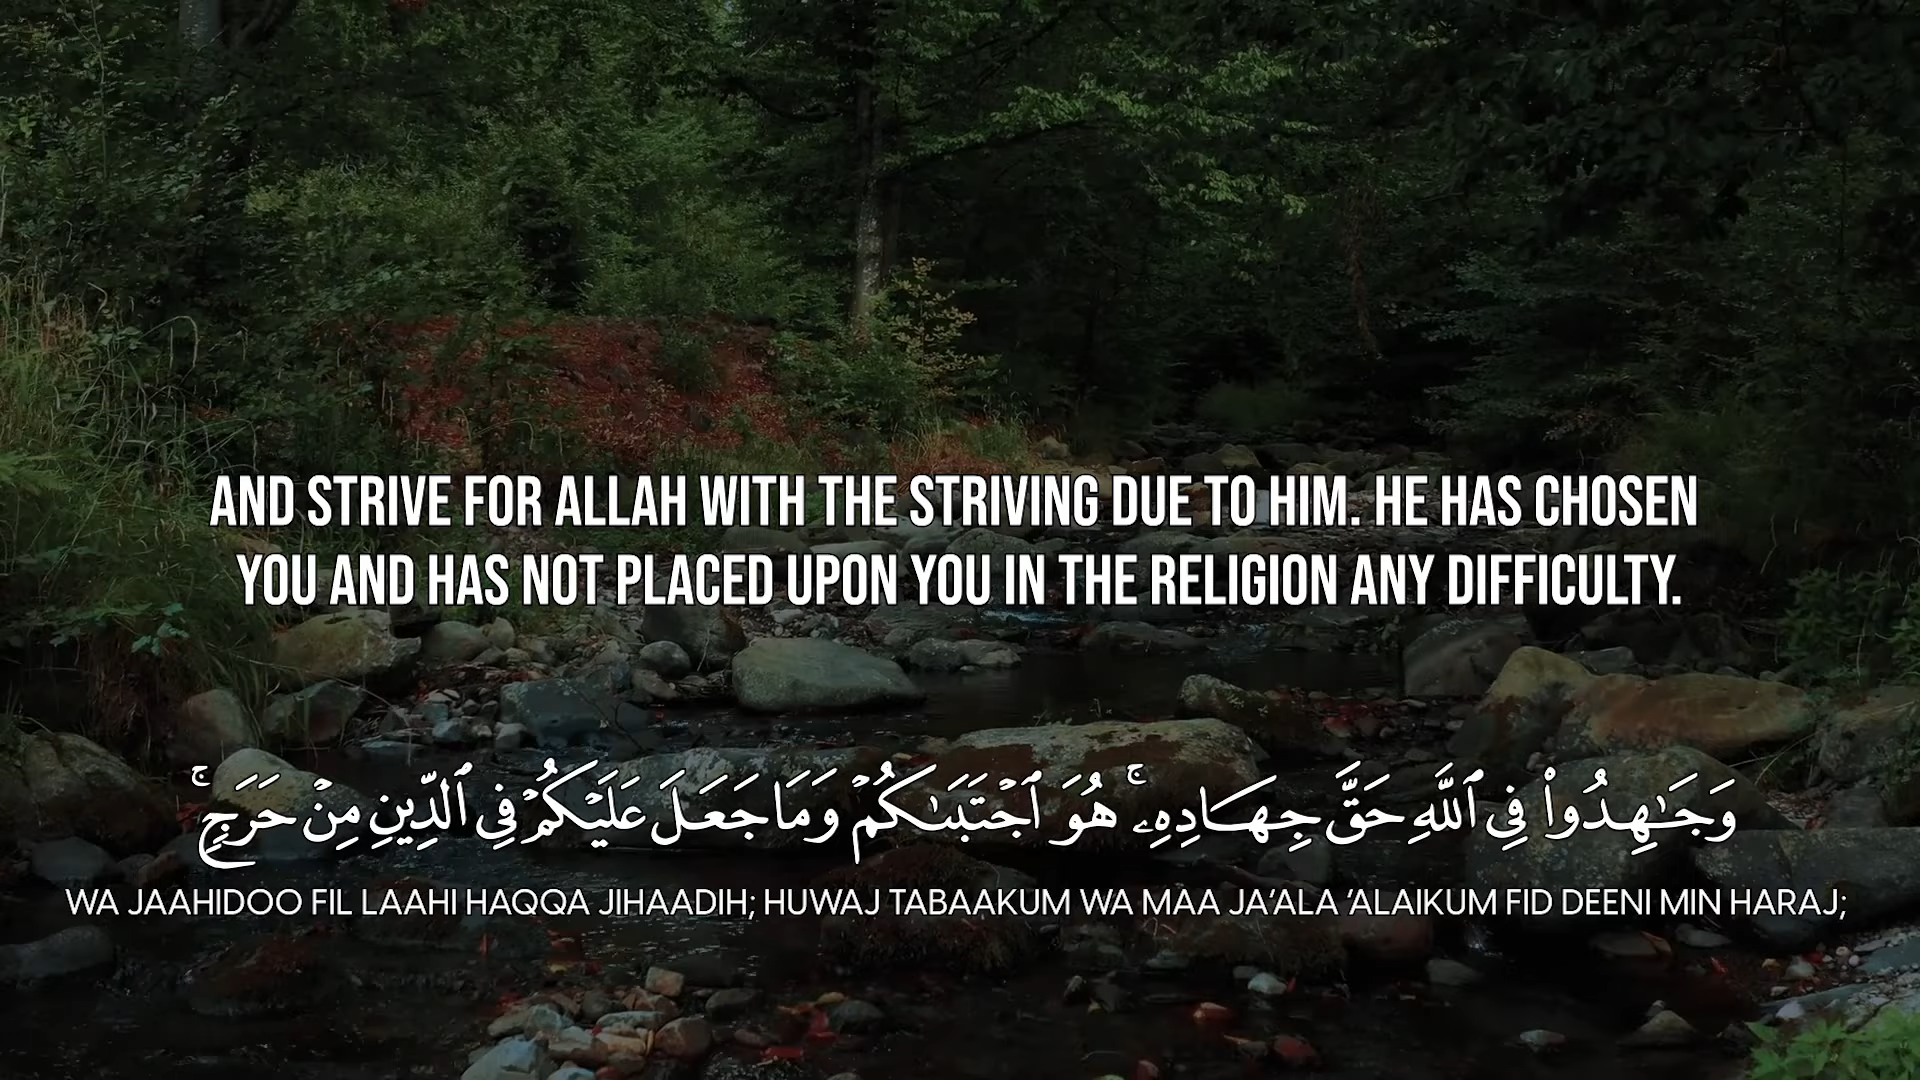 AND STRIVE FOR ALLAH WITH THE STRIVING DUE TO HIM. HE HAS CHOSEN
YOU AND HAS NOT PLACED UPON YOU IN THE RELIGION ANY DIFFICULTY.
وَجَـٰهِدُوا۟ فِى ٱللَّهِ حَقَّ جِهَادِهِۦ ۚ هُوَ ٱجْتَبَىٰكُمْ وَمَا جَعَلَ عَلَيْكُمْ فِى ٱلدِّينِ مِنْ حَرَجٍ ۚ
WA JAAHIDOO FIL LAAHI HAQQA JIHAADIH; HUWAJ TABAAKUM WA MAA JA‘ALA ‘ALAIKUM FID DEENI MIN HARAJ;